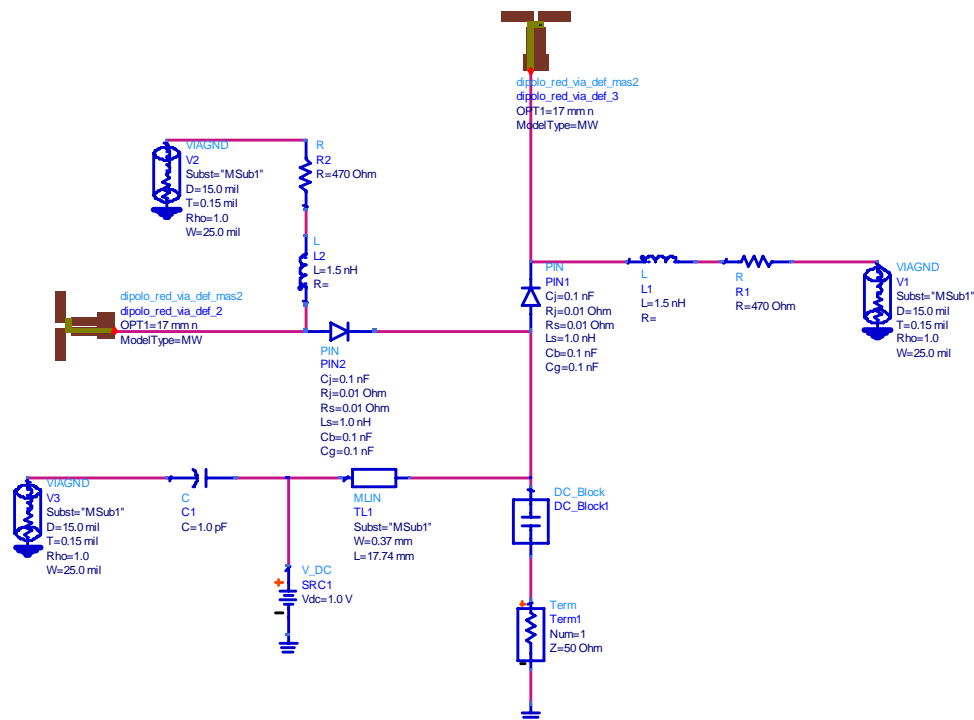 dipolo_red_via_def_mas2
dipolo_red_via_def_3
OPT1=17 mm n
ModelType=MW
VIAGND
V2
Subst="MSub1"
D=15.0 mil
T=0.15 mil
Rho=1.0
W=25.0 mil
R
R2
R=470 Ohm
L
L2
L=1.5 nH
R=
PIN
PIN1
Cj=0.1 nF
Rj=0.01 Ohm
Rs=0.01 Ohm
Ls=1.0 nH
Cb=0.1 nF
Cg=0.1 nF
L
L1
L=1.5 nH
R=
R
R1
R=470 Ohm
VIAGND
V1
Subst="MSub1"
D=15.0 mil
T=0.15 mil
Rho=1.0
W=25.0 mil
dipolo_red_via_def_mas2
dipolo_red_via_def_2
OPT1=17 mm n
ModelType=MW
PIN
PIN2
Cj=0.1 nF
Rj=0.01 Ohm
Rs=0.01 Ohm
Ls=1.0 nH
Cb=0.1 nF
Cg=0.1 nF
VIAGND
V3
Subst="MSub1"
D=15.0 mil
T=0.15 mil
Rho=1.0
W=25.0 mil
C
C1
C=1.0 pF
MLIN
TL1
Subst="MSub1"
W=0.37 mm
L=17.74 mm
DC_Block
DC_Block1
V_DC
SRC1
Vdc=1.0 V
Term
Term1
Num=1
Z=50 Ohm